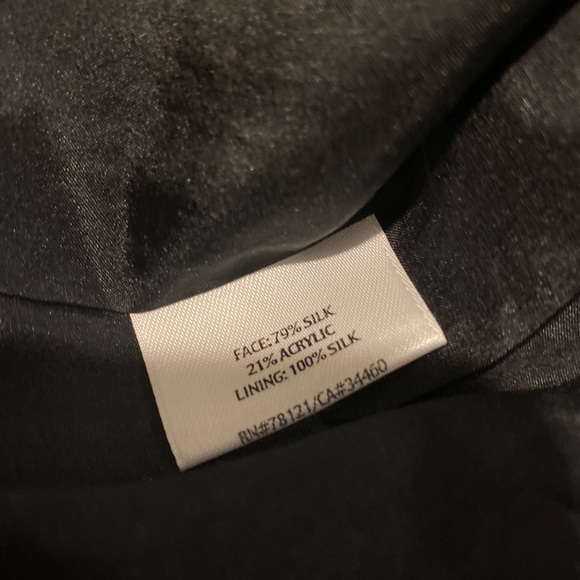 FACE: 79% SILK
21% ACRYLIC
LINING: 100% SILK
RN#78121/CA#34460